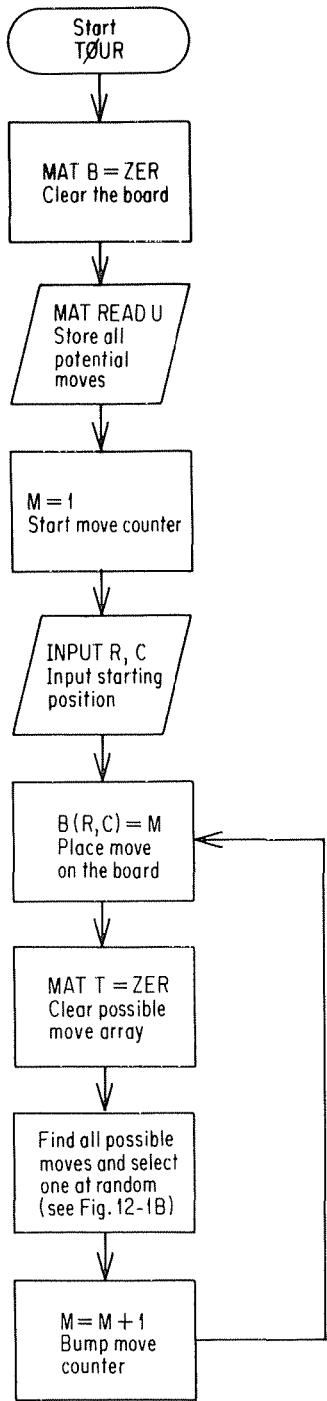 Start
TØUR
MAT B = ZER
Clear the board
MAT READ U
Store all
potential
moves
M = 1
Start move counter
INPUT R, C
Input starting
position
B(R,C) = M
Place move
on the board
MAT T = ZER
Clear possible
move array
Find all possible
moves and select
one at random
(see Fig. 12-1B)
M = M + 1
Bump move
counter